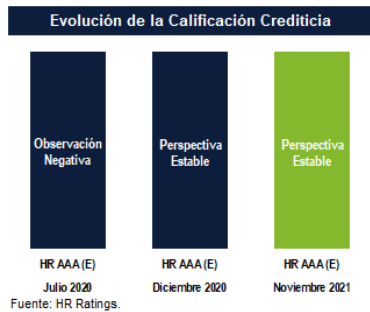 Evolución de la Calificación Crediticia
Observación
Negativa
Perspectiva
Estable
Perspectiva
Estable
HR AAA (E)
HR AAA (E)
HR AAA (E)
Julio 2020
Diciembre 2020
Noviembre 2021
Fuente: HR Ratings.